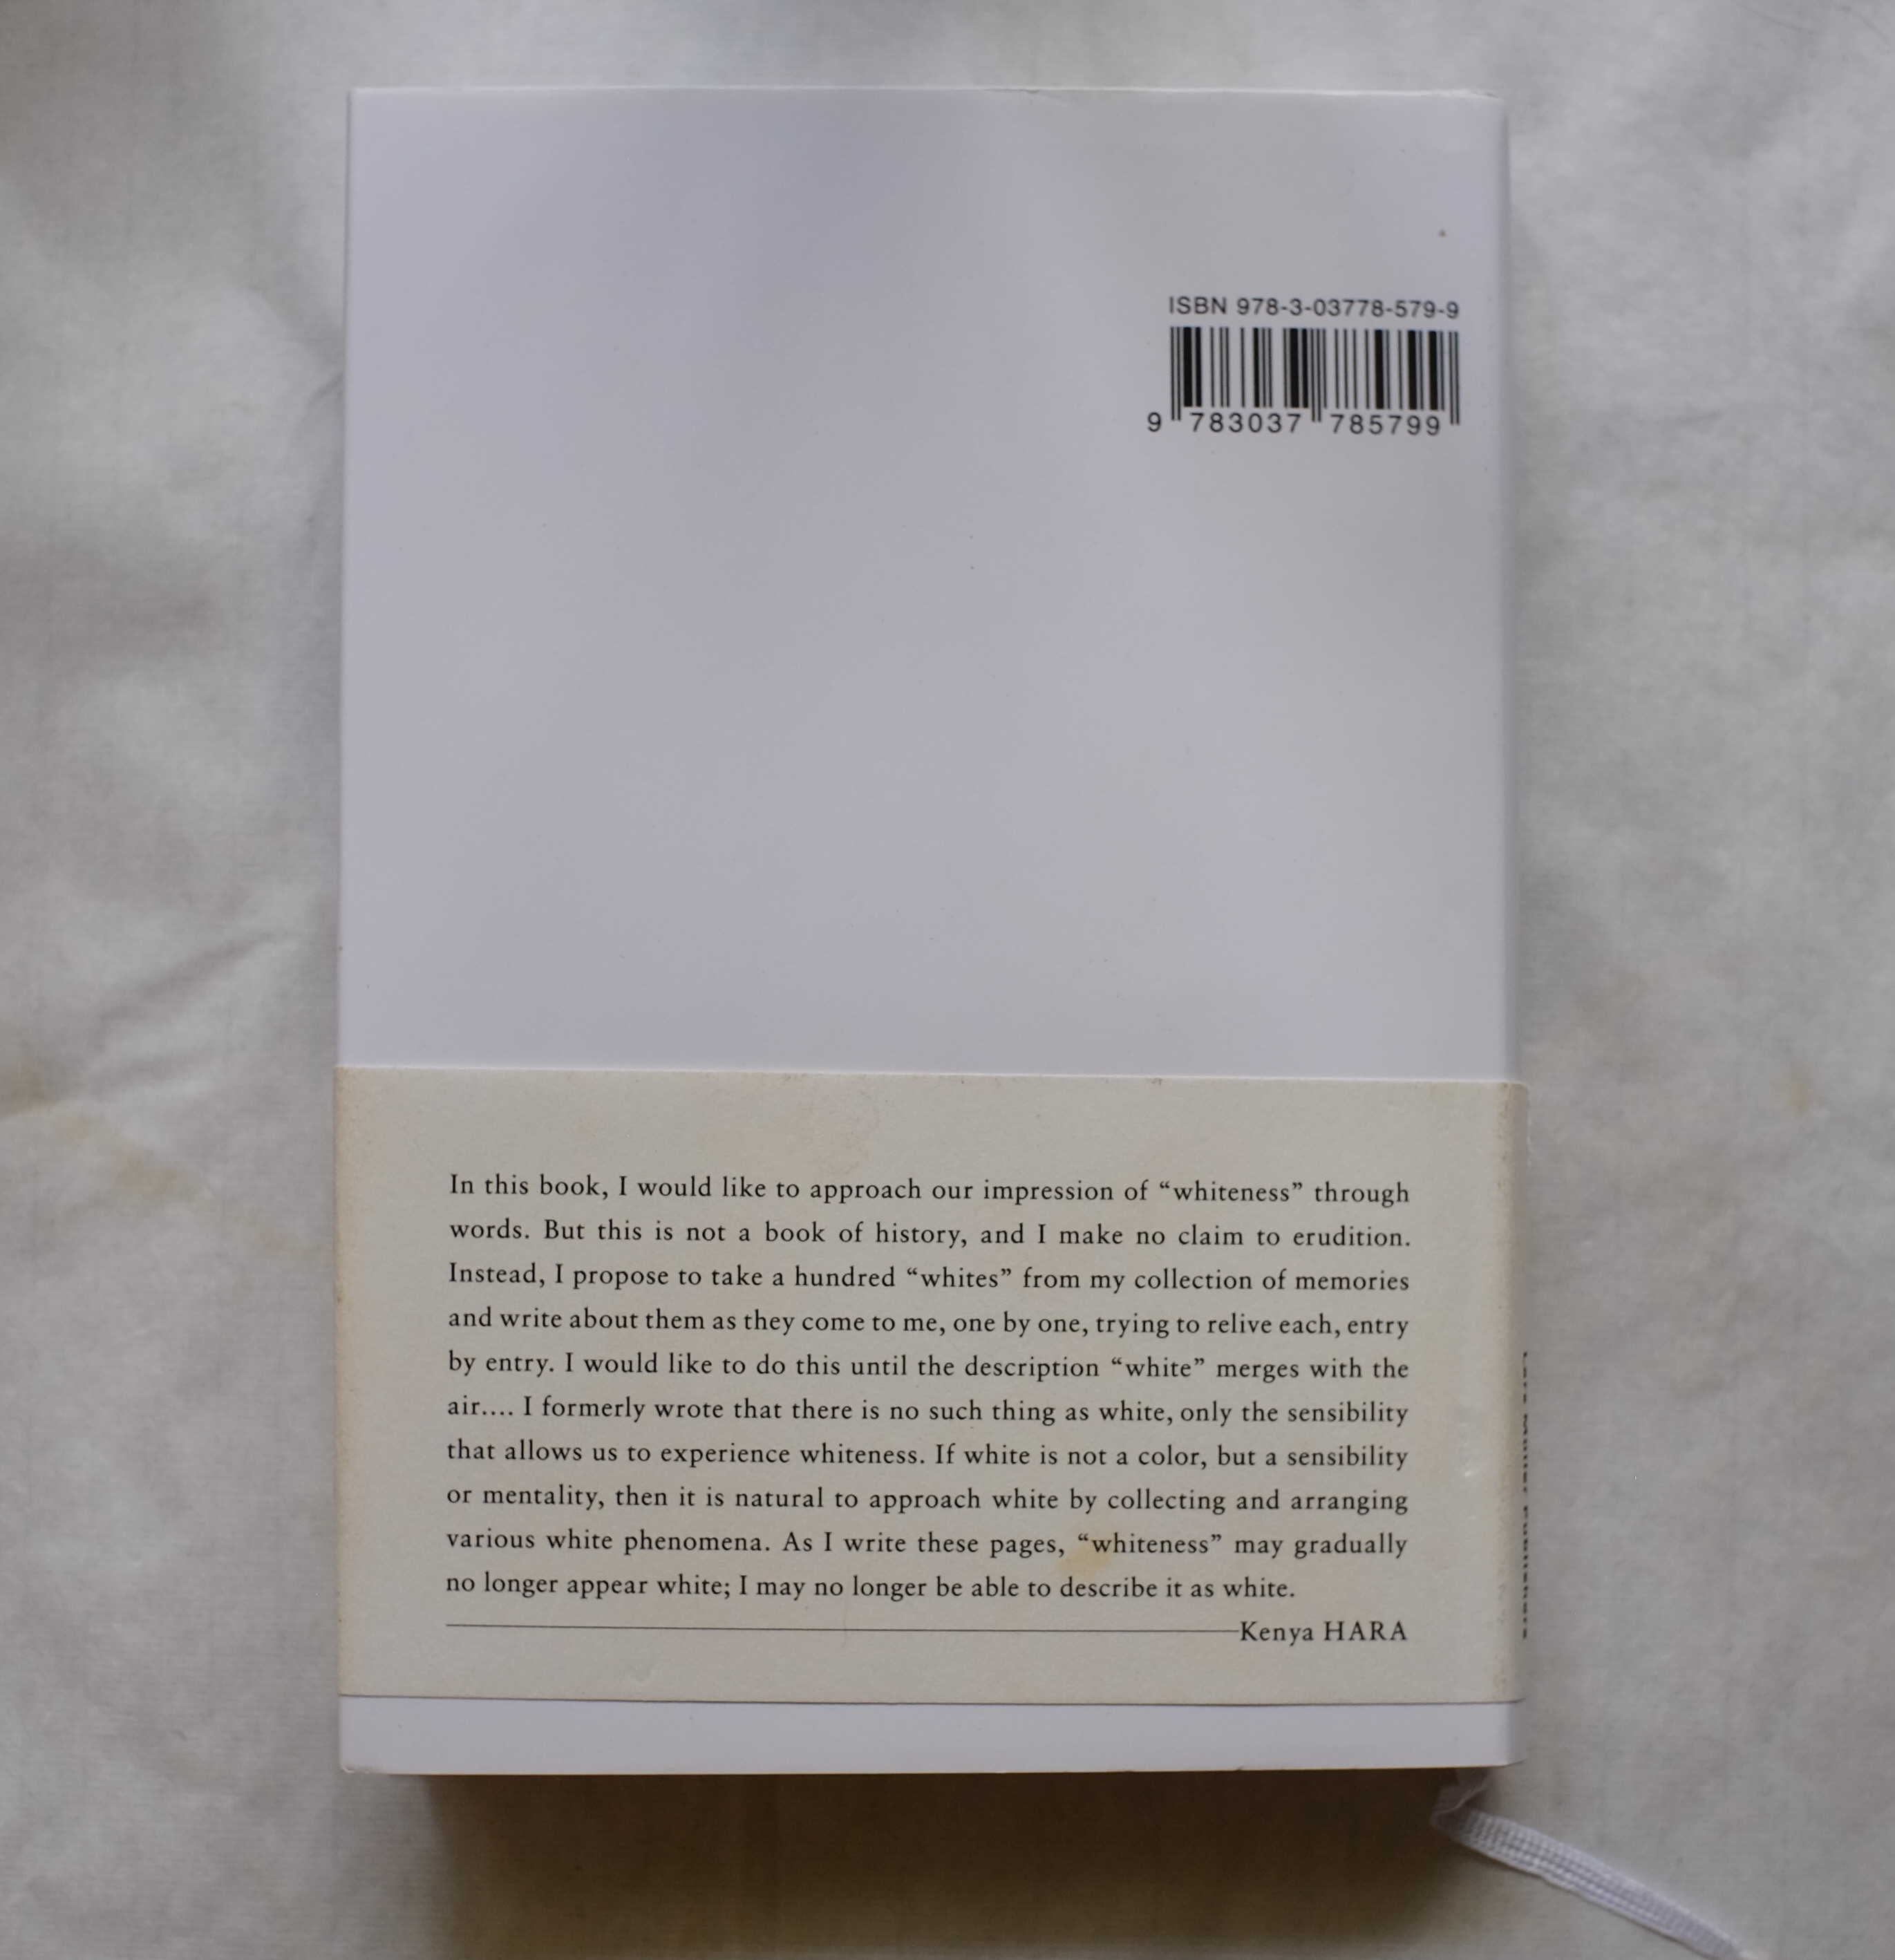 ISBN 978-3-03778-579-9
9 783037 785799
In this book, I would like to approach our impression of “whiteness” through
words. But this is not a book of history, and I make no claim to erudition.
Instead, I propose to take a hundred “whites” from my collection of memories
and write about them as they come to me, one by one, trying to relive each, entry
by entry. I would like to do this until the description “white” merges with the
air.... I formerly wrote that there is no such thing as white, only the sensibility
that allows us to experience whiteness. If white is not a color, but a sensibility
or mentality, then it is natural to approach white by collecting and arranging
various white phenomena. As I write these pages, “whiteness” may gradually
no longer appear white; I may no longer be able to describe it as white.
Kenya HARA